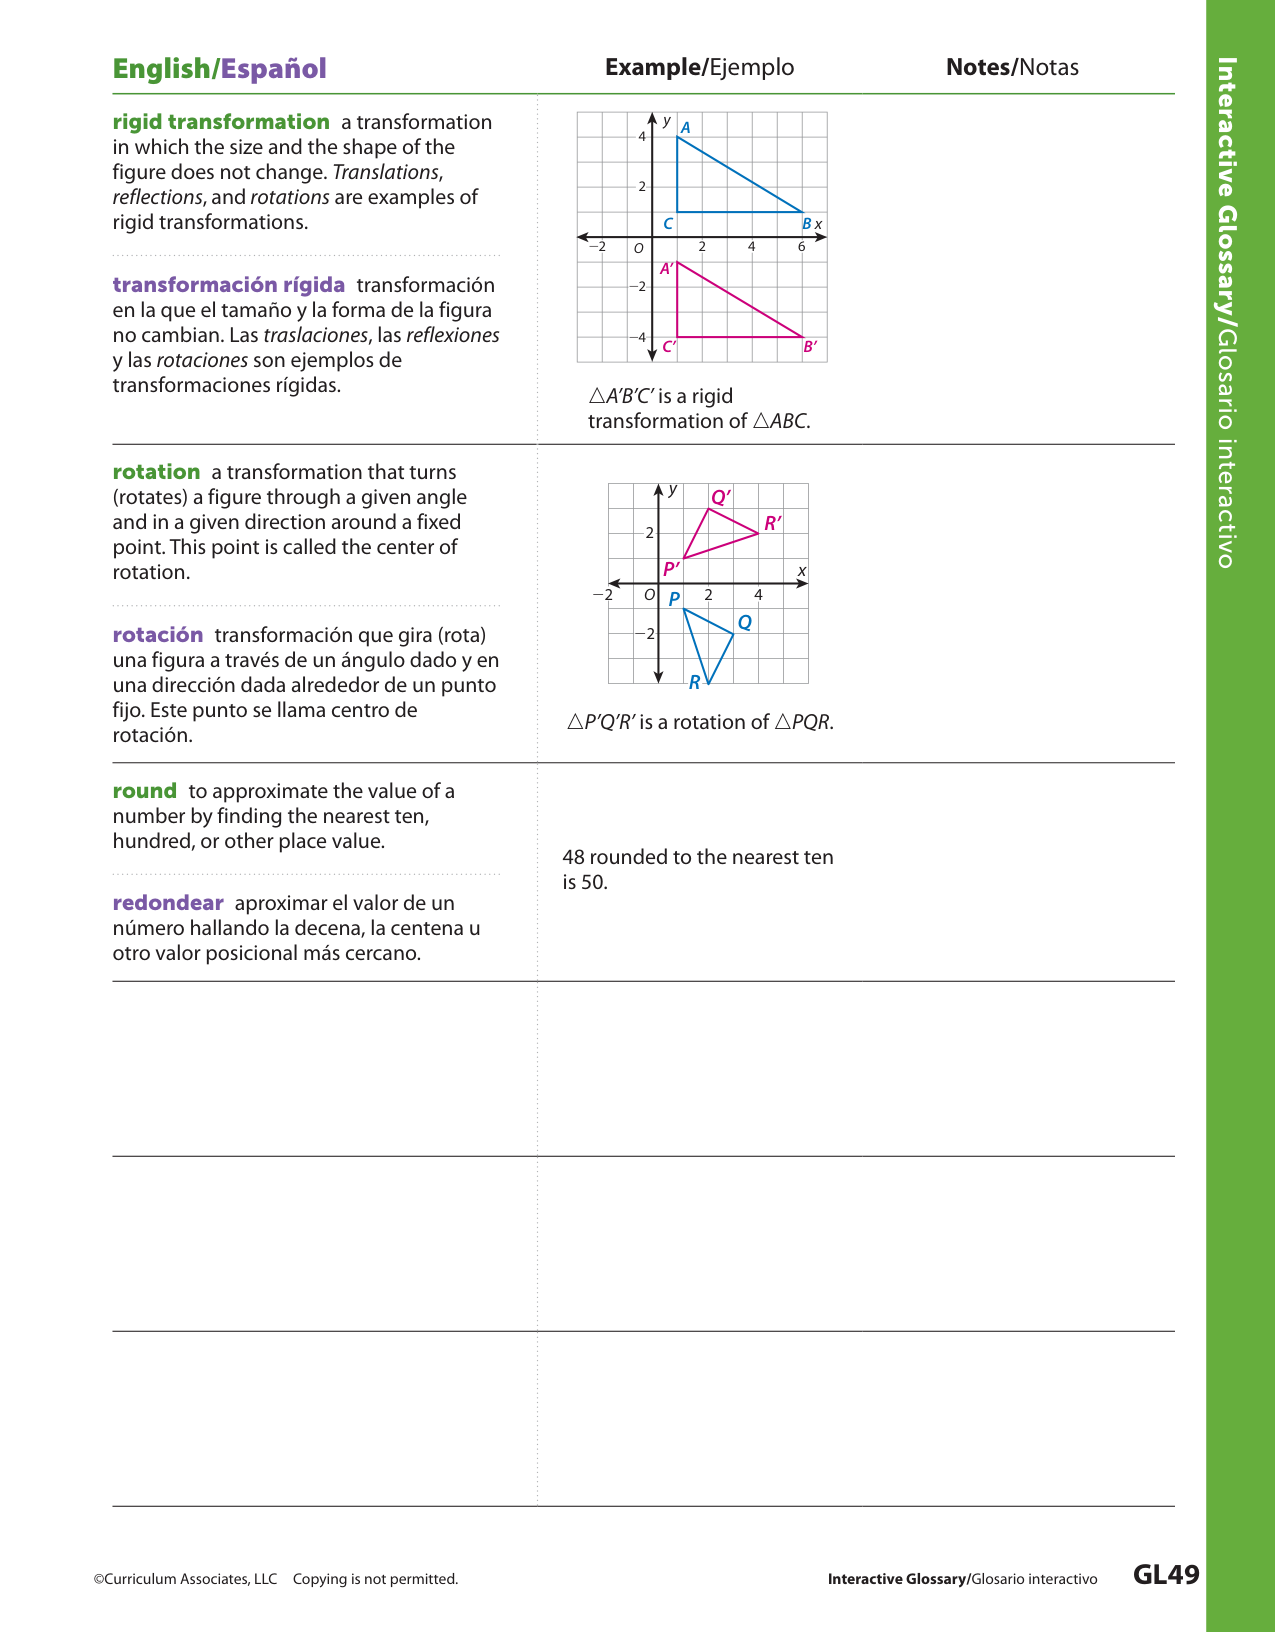 English/Español
Example/Ejemplo
Notes/Notas
rigid transformation a transformation
in which the size and the shape of the
figure does not change. Translations,
reflections, and rotations are examples of
rigid transformations.
transformación rígida transformación
en la que el tamaño y la forma de la figura
no cambian. Las traslaciones, las reflexiones
y las rotaciones son ejemplos de
transformaciones rígidas.
y A
4
2
C B x
−2 O 2 4 6
A′
−2
−4
C′ B′
△A′B′C′ is a rigid
transformation of △ABC.
rotation a transformation that turns
(rotates) a figure through a given angle
and in a given direction around a fixed
point. This point is called the center of
rotation.
rotación transformación que gira (rota)
una figura a través de un ángulo dado y en
una dirección dada alrededor de un punto
fijo. Este punto se llama centro de
rotación.
y Q′
2 R′
P′ x
−2 O P 2 4
Q
−2
R
△P′Q′R′ is a rotation of △PQR.
round to approximate the value of a
number by finding the nearest ten,
hundred, or other place value.
redondear aproximar el valor de un
número hallando la decena, la centena u
otro valor posicional más cercano.
48 rounded to the nearest ten
is 50.
©Curriculum Associates, LLC Copying is not permitted.
Interactive Glossary/Glosario interactivo GL49
Interactive Glossary/Glosario interactivo